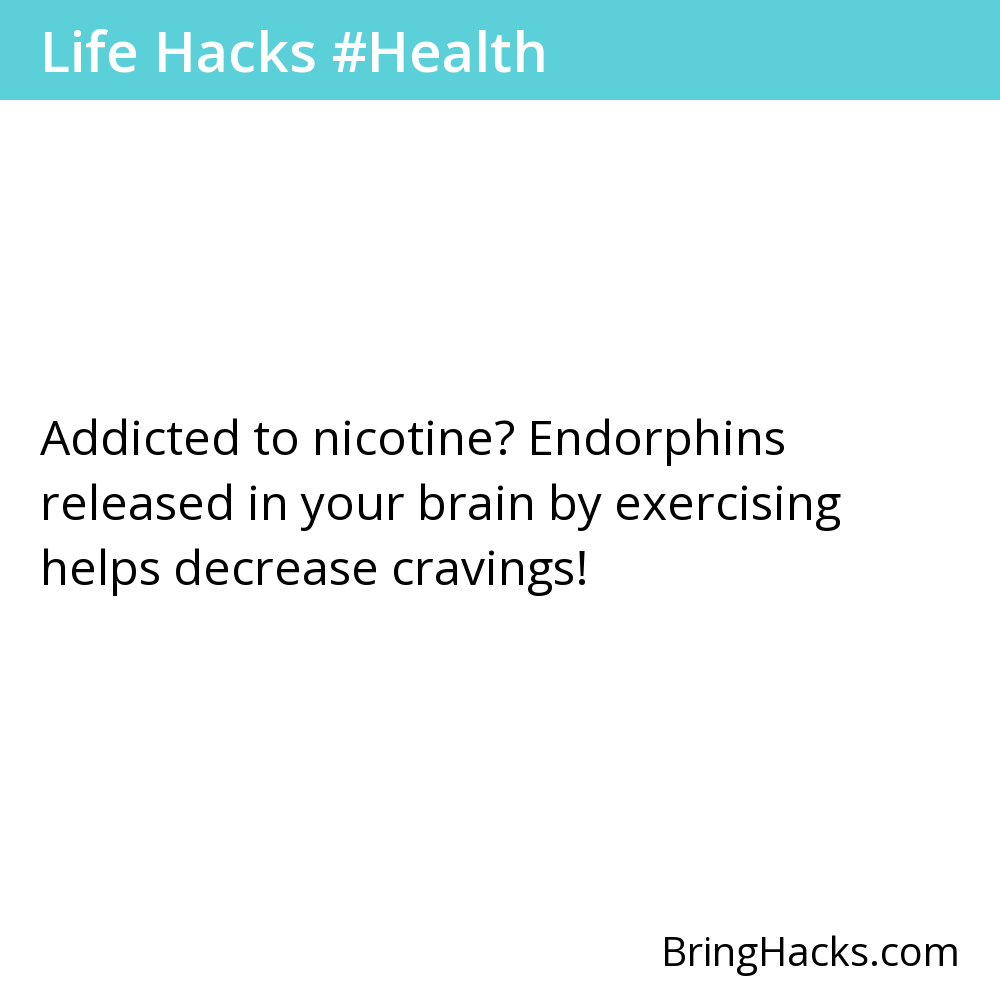 Life Hacks #Health
Addicted to nicotine? Endorphins
released in your brain by exercising
helps decrease cravings!
BringHacks.com